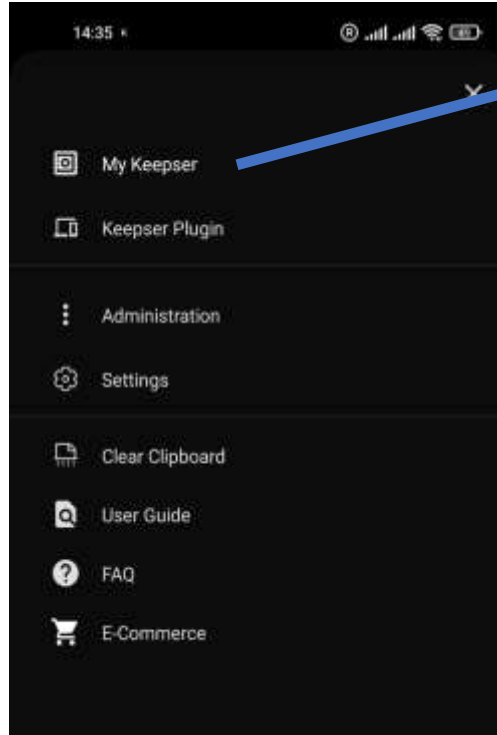 14:35
My Keepser
Keepser Plugin
Administration
Settings
Clear Clipboard
User Guide
FAQ
E-Commerce